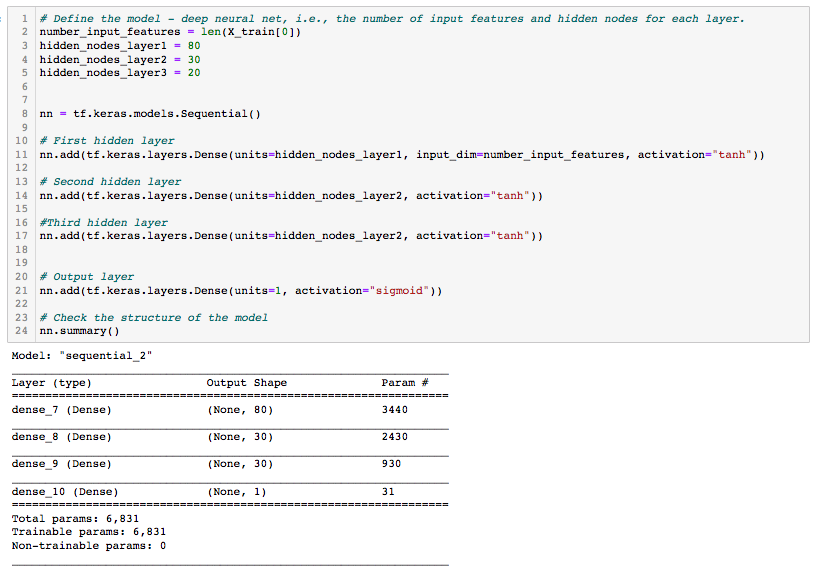 1 # Define the model - deep neural net, i.e., the number of input features and hidden nodes for each layer.
2 number_input_features = len(X_train[0])
3 hidden_nodes_layer1 = 80
4 hidden_nodes_layer2 = 30
5 hidden_nodes_layer3 = 20
6
7
8 nn = tf.keras.models.Sequential()
9
10 # First hidden layer
11 nn.add(tf.keras.layers.Dense(units=hidden_nodes_layer1, input_dim=number_input_features, activation="tanh"))
12
13 # Second hidden layer
14 nn.add(tf.keras.layers.Dense(units=hidden_nodes_layer2, activation="tanh"))
15
16 #Third hidden layer
17 nn.add(tf.keras.layers.Dense(units=hidden_nodes_layer2, activation="tanh"))
18
19
20 # Output layer
21 nn.add(tf.keras.layers.Dense(units=1, activation="sigmoid"))
22
23 # Check the structure of the model
24 nn.summary()
Model: "sequential_2"
Layer (type) Output Shape Param #
dense_7 (Dense) (None, 80) 3440
dense_8 (Dense) (None, 30) 2430
dense_9 (Dense) (None, 30) 930
dense_10 (Dense) (None, 1) 31
Total params: 6,831
Trainable params: 6,831
Non-trainable params: 0